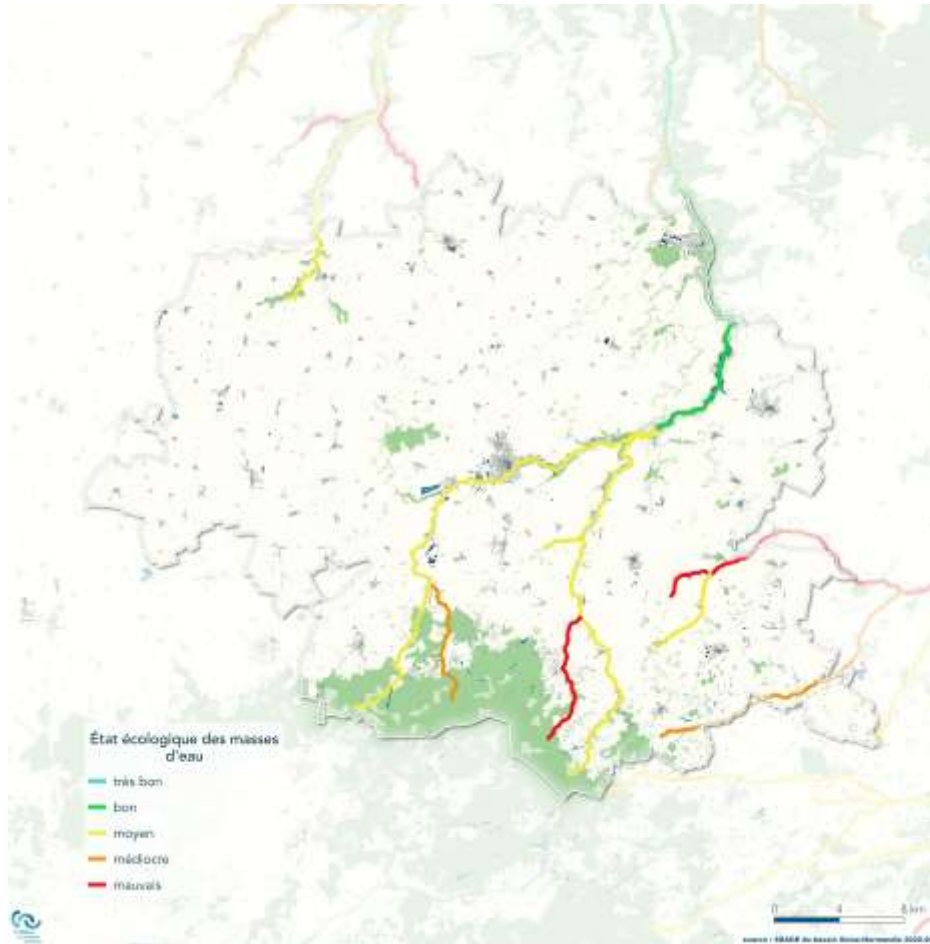 État écologique des masses
d'eau
très bon
bon
moyen
médiocre
mauvais
0 4 8 km